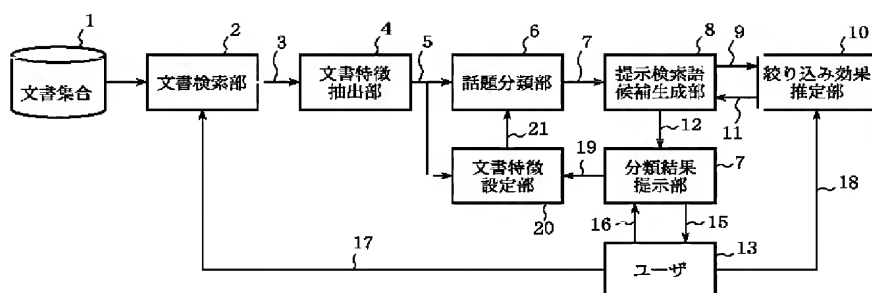 1
2
3
4
5
6
7
8
9
10
文書集合
文書検索部
文書特徴
抽出部
話題分類部
提示検索語
候補生成部
絞り込み効果
推定部
11
12
21
19
文書特徴
設定部
分類結果
提示部
7
18
20
16
15
17
13
ユーザ